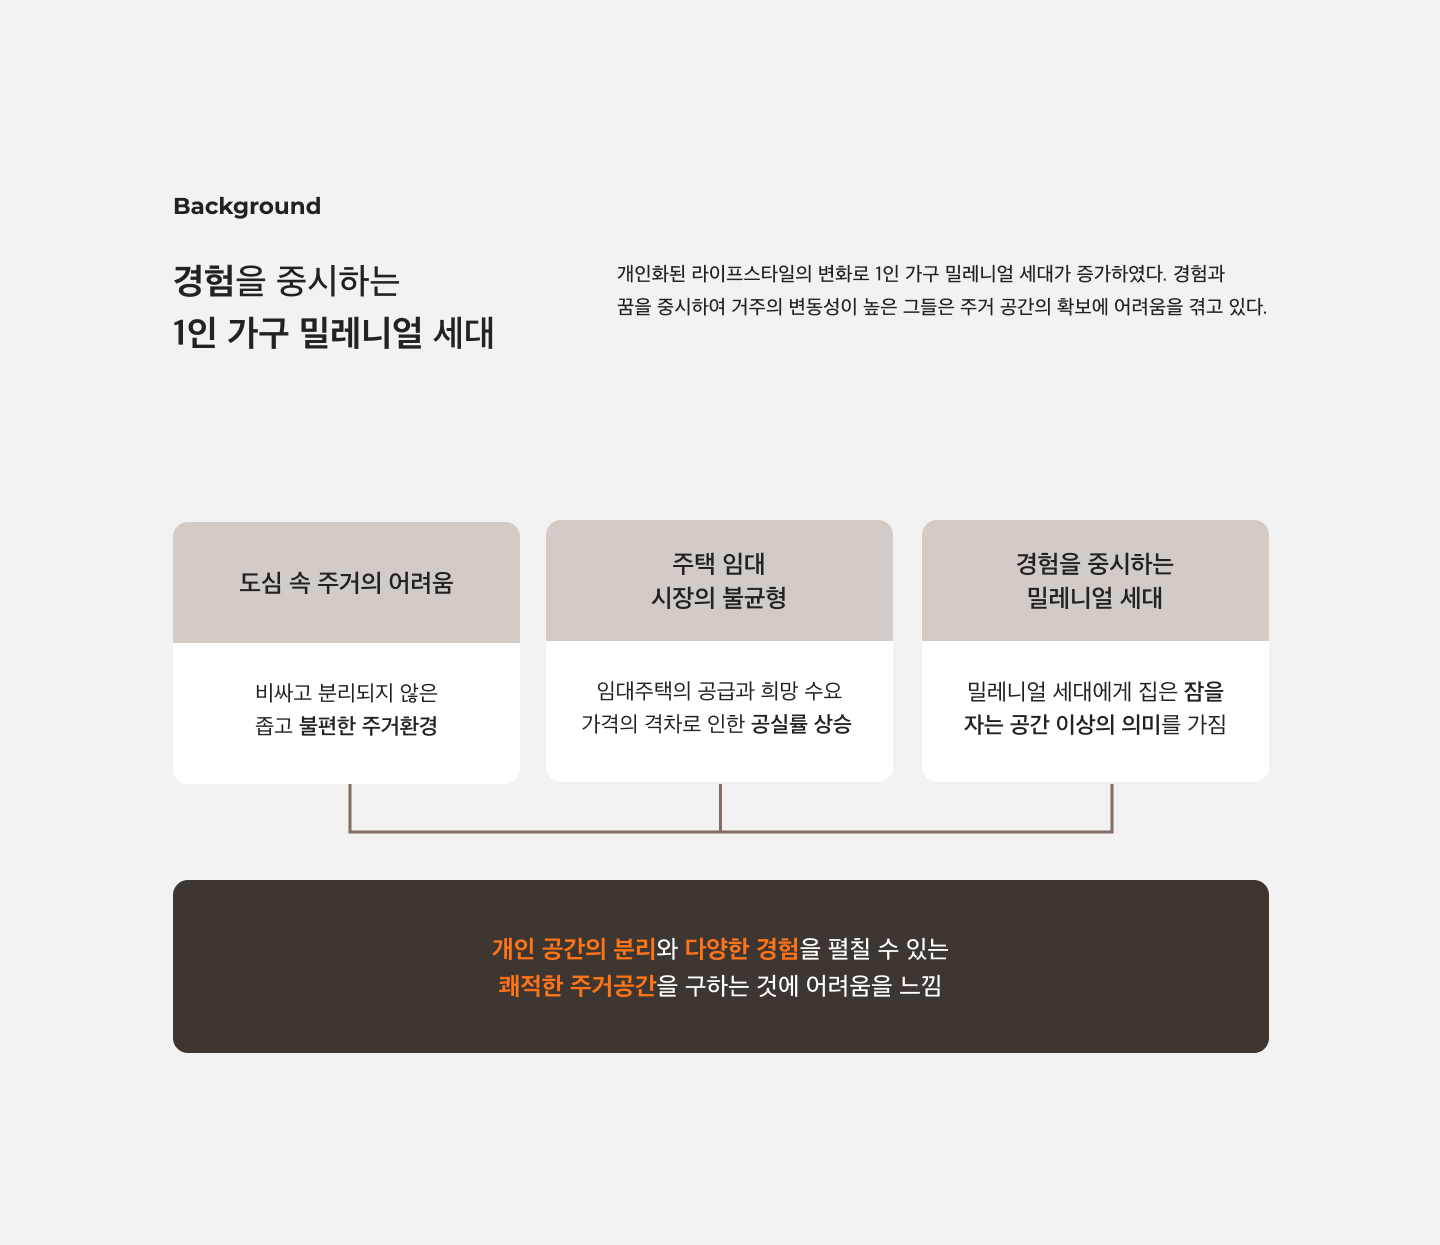 Background
경험을 중시하는
1인 가구 밀레니얼 세대
개인화된 라이프스타일의 변화로 1인 가구 밀레니얼 세대가 증가하였다. 경험과
꿈을 중시하여 거주의 변동성이 높은 그들은 주거 공간의 확보에 어려움을 겪고 있다.
도심 속 주거의 어려움
비싸고 분리되지 않은
좁고 불편한 주거환경
주택 임대
시장의 불균형
임대주택의 공급과 희망 수요
가격의 격차로 인한 공실률 상승
경험을 중시하는
밀레니얼 세대
밀레니얼 세대에게 집은 잠을
자는 공간 이상의 의미를 가짐
개인 공간의 분리와 다양한 경험을 펼칠 수 있는
쾌적한 주거공간을 구하는 것에 어려움을 느낌